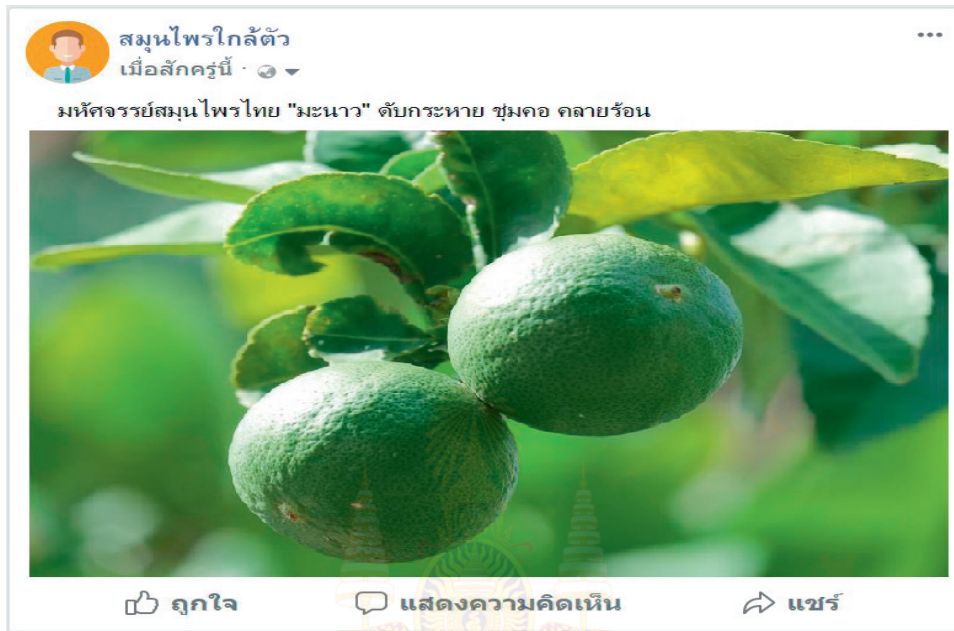 สมุนไพรใกล้ตัว
เมื่อสักครู่นี้ ·
มหัศจรรย์สมุนไพรไทย "มะนาว" ดับกระหาย ชุ่มคอ คลายร้อน
ถูกใจ
แสดงความคิดเห็น
แชร์